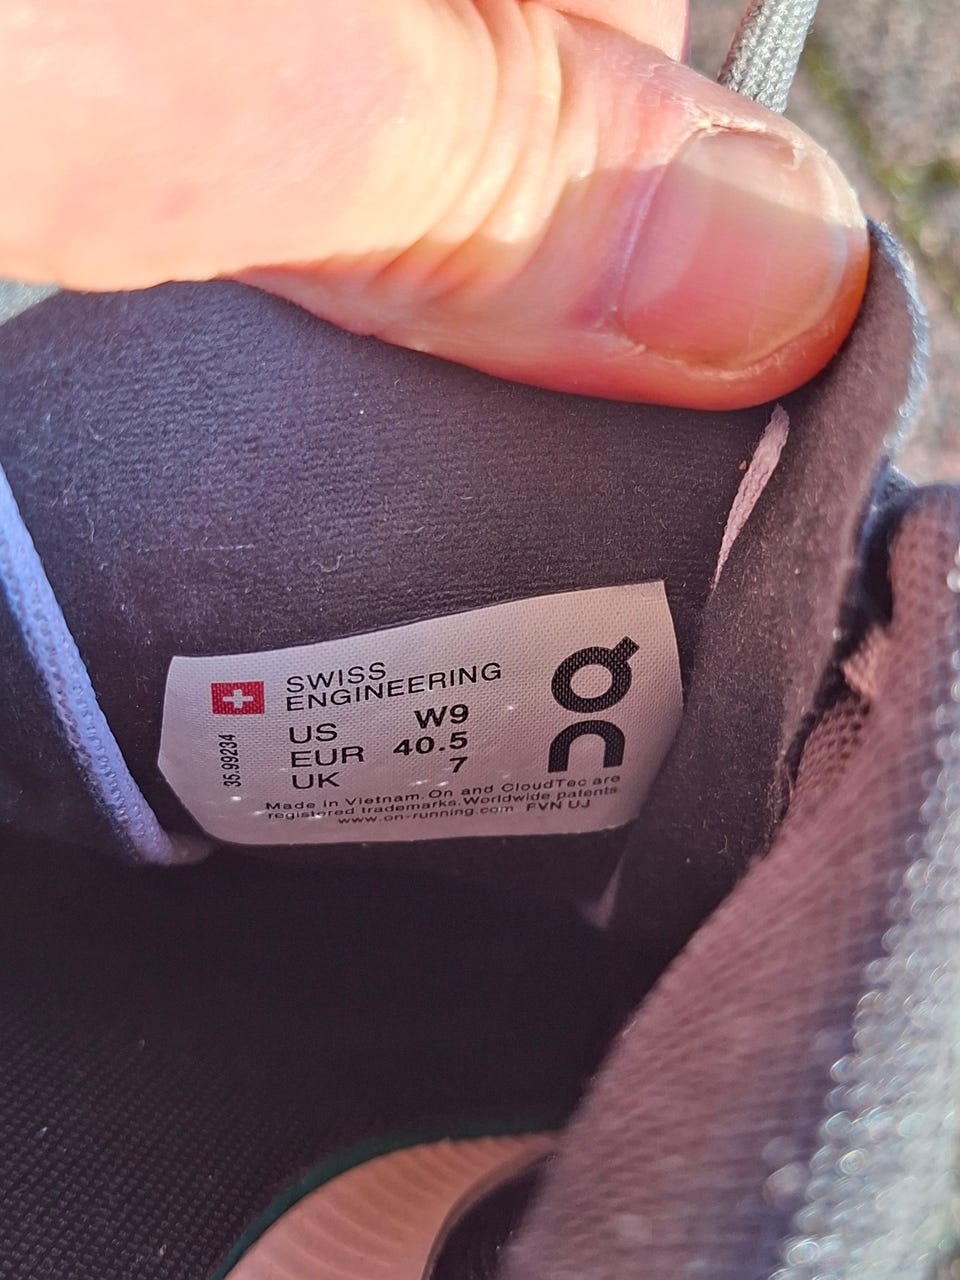 SWISS
ENGINEERING
US W9
EUR 40.5
UK 7
Made in Vietnam. On and CloudTec are
registered trademarks. Worldwide patents
www.on-running.com FVN UJ
35.99234
On